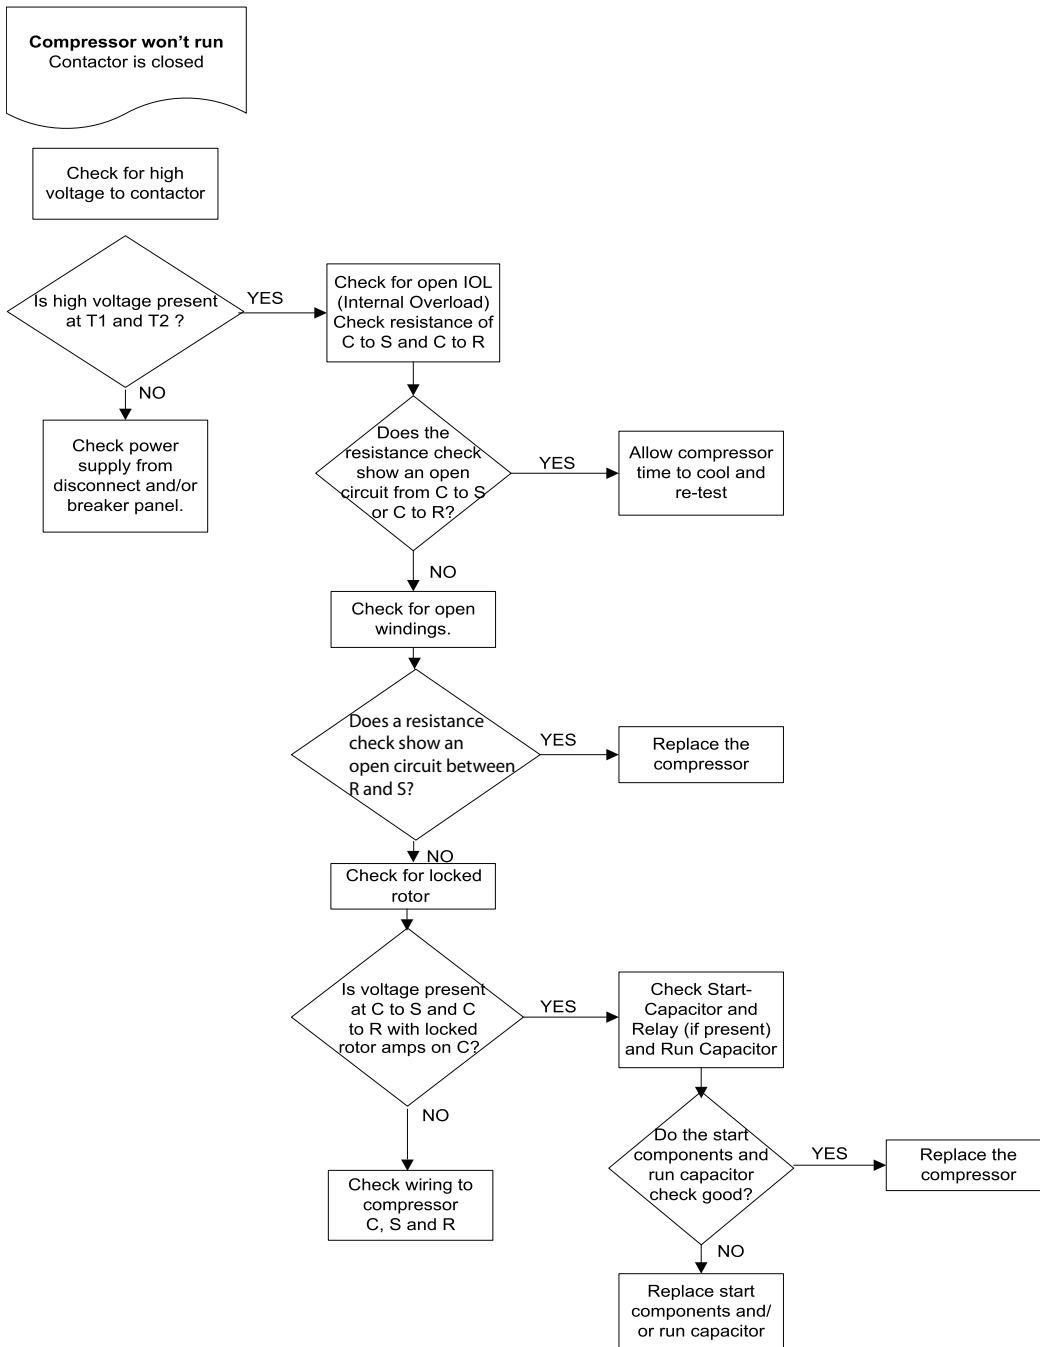 Compressor won't run
Contactor is closed
Check for high
voltage to contactor
Is high voltage present
at T1 and T2 ?
YES
NO
Check power
supply from
disconnect and/or
breaker panel.
Check for open IOL
(Internal Overload)
Check resistance of
C to S and C to R
Does the
resistance check
show an open
circuit from C to S
or C to R?
YES
Allow compressor
time to cool and
re-test
NO
Check for open
windings.
Does a resistance
check show an
open circuit between
R and S?
YES
Replace the
compressor
NO
Check for locked
rotor
Is voltage present
at C to S and C
to R with locked
rotor amps on C?
YES
NO
Check wiring to
compressor
C, S and R
Check Start-
Capacitor and
Relay (if present)
and Run Capacitor
Do the start
components and
run capacitor
check good?
YES
Replace the
compressor
NO
Replace start
components and/
or run capacitor